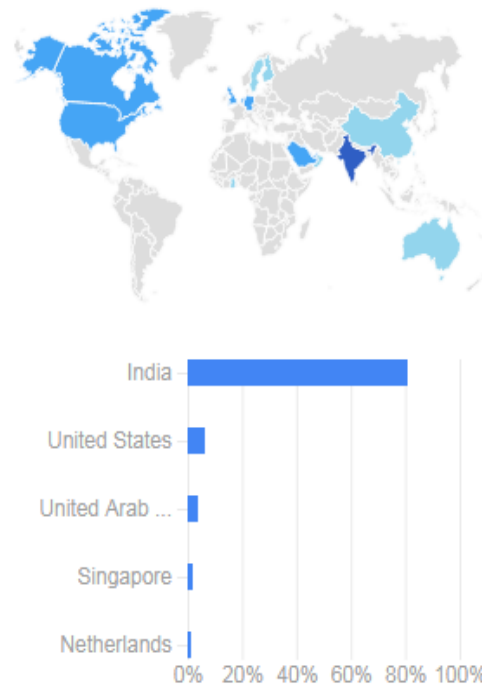 India
United States
United Arab ...
Singapore
Netherlands
0% 20% 40% 60% 80% 100%